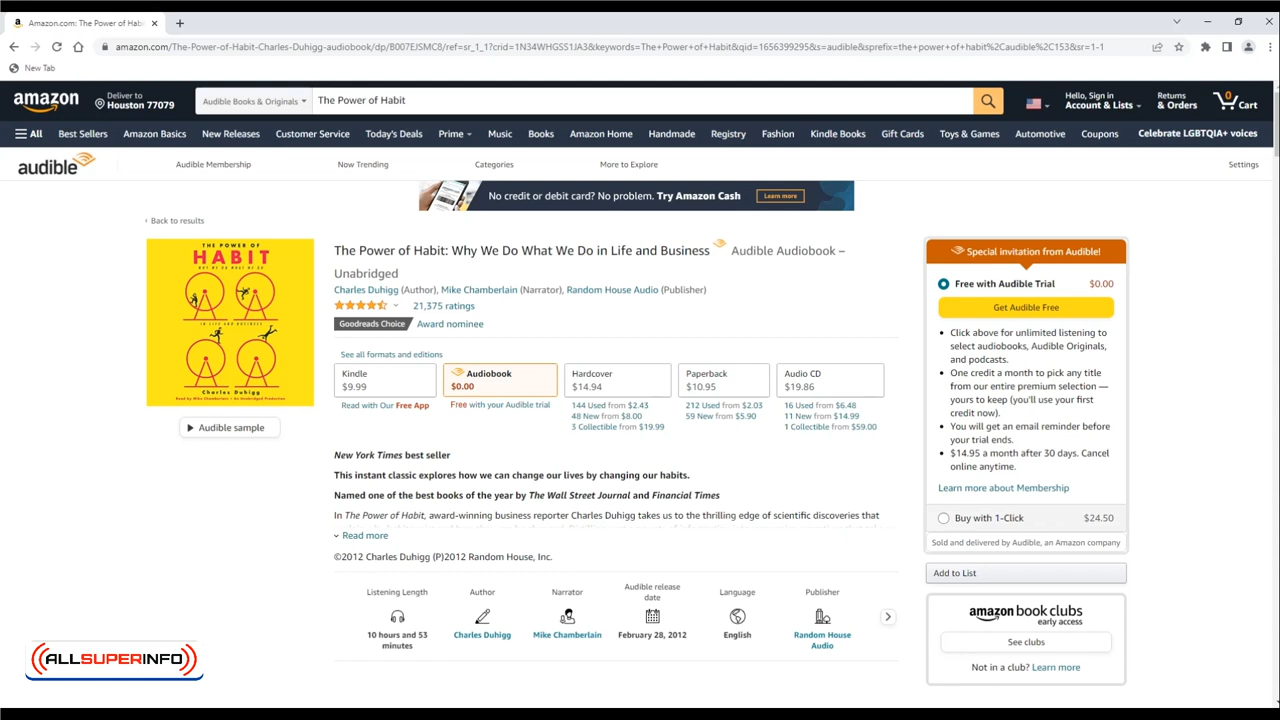 Amazon.com: The Power of Habi
amazon.com/The-Power-of-Habit-Charles-Duhigg-audiobook/dp/B007EJSMC8/ref=sr_1_1?crid=1N34WHGSS1JA3&keywords=The+Power+of+Habit&qid=1656399295&s=audible&sprefix=the+power+of+habit%2Caudible%2C153&sr=1-1
New Tab
amazon
Deliver to
Houston 77079
Audible Books & Originals
The Power of Habit
Hello, Sign in
Account & Lists
Returns
& Orders
0
Cart
All
Best Sellers
Amazon Basics
New Releases
Customer Service
Today's Deals
Prime
Music
Books
Amazon Home
Handmade
Registry
Fashion
Kindle Books
Gift Cards
Toys & Games
Automotive
Coupons
Celebrate LGBTQIA+ voices
audible
Audible Membership
Now Trending
Categories
More to Explore
Settings
No credit or debit card? No problem. Try Amazon Cash
Learn more
‹ Back to results
THE POWER OF
HABIT
IN LIFE AND BUSINESS
Charles Duhigg
Read by Mike Chamberlain • An Unabridged Production
Audible sample
The Power of Habit: Why We Do What We Do in Life and Business Audible Audiobook –
Unabridged
Charles Duhigg (Author), Mike Chamberlain (Narrator), Random House Audio (Publisher)
21,375 ratings
Goodreads Choice
Award nominee
See all formats and editions
Kindle
$9.99
Read with Our Free App
Audiobook
$0.00
Free with your Audible trial
Hardcover
$14.94
144 Used from $2.43
48 New from $8.00
3 Collectible from $19.99
Paperback
$10.95
212 Used from $2.03
59 New from $5.90
Audio CD
$19.86
16 Used from $6.48
11 New from $14.99
1 Collectible from $59.00
New York Times best seller
This instant classic explores how we can change our lives by changing our habits.
Named one of the best books of the year by The Wall Street Journal and Financial Times
In The Power of Habit, award-winning business reporter Charles Duhigg takes us to the thrilling edge of scientific discoveries that
Read more
©2012 Charles Duhigg (P)2012 Random House, Inc.
Listening Length
10 hours and 53
minutes
Author
Charles Duhigg
Narrator
Mike Chamberlain
Audible release
date
February 28, 2012
Language
English
Publisher
Random House
Audio
Special invitation from Audible!
Free with Audible Trial
$0.00
Get Audible Free
• Click above for unlimited listening to
select audiobooks, Audible Originals,
and podcasts.
• One credit a month to pick any title
from our entire premium selection —
yours to keep (you'll use your first
credit now).
• You will get an email reminder before
your trial ends.
• $14.95 a month after 30 days. Cancel
online anytime.
Learn more about Membership
Buy with 1-Click
$24.50
Sold and delivered by Audible, an Amazon company
Add to List
amazon book clubs
early access
See clubs
Not in a club? Learn more
ALLSUPERINFO